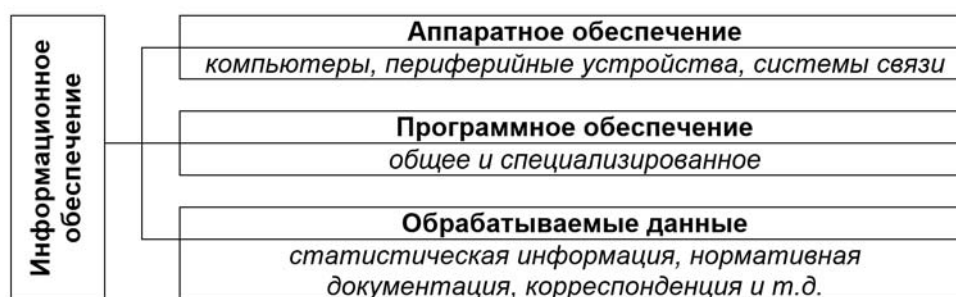 Информационное
обеспечение
Аппаратное обеспечение
компьютеры, периферийные устройства, системы связи
Программное обеспечение
общее и специализированное
Обрабатываемые данные
статистическая информация, нормативная
документация, корреспонденция и т.д.